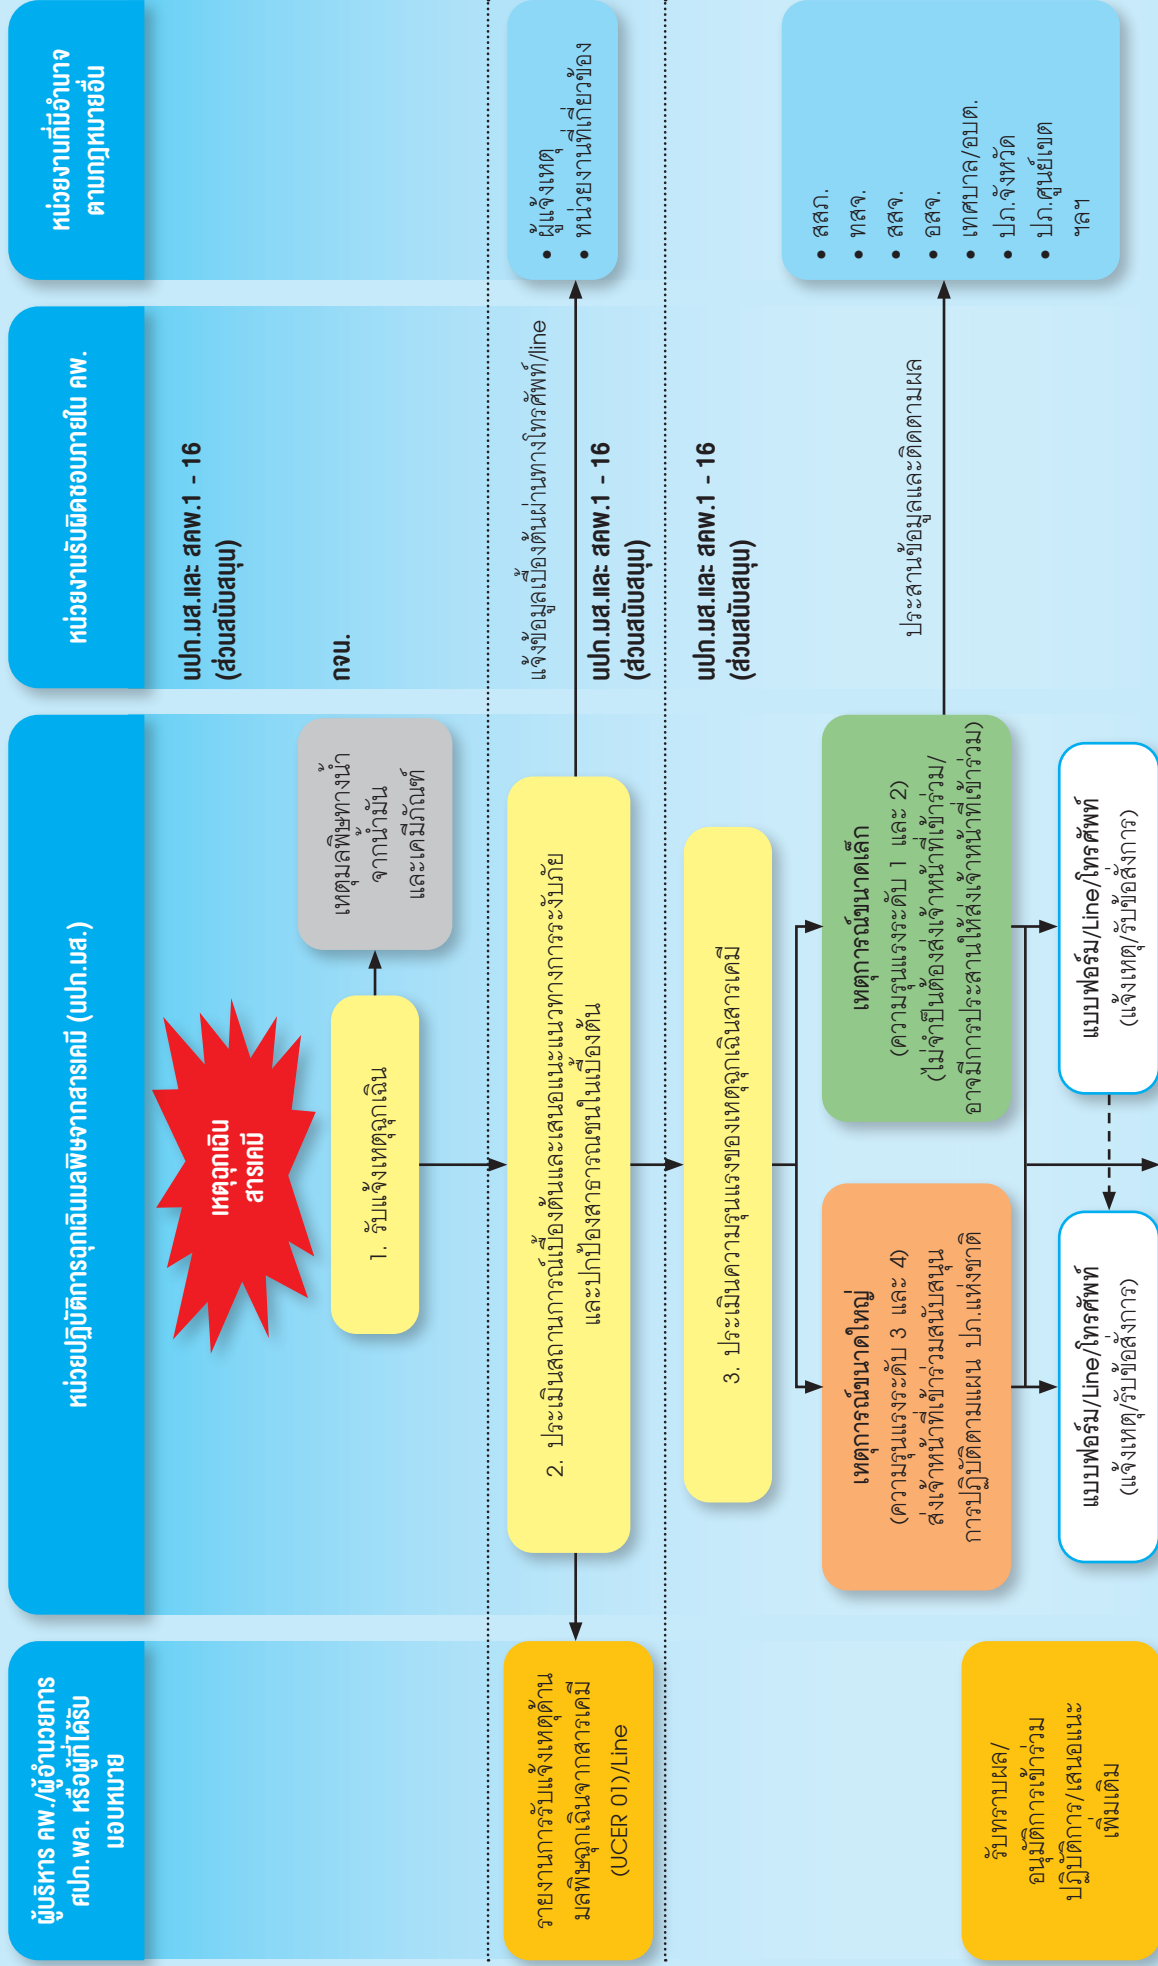 ผู้บริหาร คพ./ผู้อำนวยการ
ศปก.พล. หรือผู้ที่ได้รับ
มอบหมาย
หน่วยปฏิบัติการฉุกเฉินมลพิษจากสารเคมี (นปก.มส.)
หน่วยงานรับผิดชอบภายใน คพ.
หน่วยงานที่มีอำนาจ
ตามกฎหมายอื่น
เหตุฉุกเฉิน
สารเคมี
นปก.มส.และ สคพ.1 - 16
(ส่วนสนับสนุน)
1. รับแจ้งเหตุฉุกเฉิน
เหตุมลพิษทางน้ำ
จากน้ำมัน
และเคมีภัณฑ์
กจน.
รายงานการรับแจ้งเหตุด้าน
มลพิษฉุกเฉินจากสารเคมี
(UCER 01)/Line
2. ประเมินสถานการณ์เบื้องต้นและเสนอแนะแนวทางการระงับภัย
และปกป้องสาธารณชนในเบื้องต้น
แจ้งข้อมูลเบื้องต้นผ่านทางโทรศัพท์/line
นปก.มส.และ สคพ.1 - 16
(ส่วนสนับสนุน)
• ผู้แจ้งเหตุ
• หน่วยงานที่เกี่ยวข้อง
3. ประเมินความรุนแรงของเหตุฉุกเฉินสารเคมี
นปก.มส.และ สคพ.1 - 16
(ส่วนสนับสนุน)
เหตุการณ์ขนาดใหญ่
(ความรุนแรงระดับ 3 และ 4)
ส่งเจ้าหน้าที่เข้าร่วมสนับสนุน
การปฏิบัติตามแผน ปภ.แห่งชาติ
เหตุการณ์ขนาดเล็ก
(ความรุนแรงระดับ 1 และ 2)
(ไม่จำเป็นต้องส่งเจ้าหน้าที่เข้าร่วม/
อาจมีการประสานให้ส่งเจ้าหน้าที่เข้าร่วม)
ประสานข้อมูลและติดตามผล
• สสภ.
• ทสจ.
• สสจ.
• อสจ.
• เทศบาล/อบต.
• ปภ.จังหวัด
• ปภ.ศูนย์เขต
ฯลฯ
รับทราบผล/
อนุมัติการเข้าร่วม
ปฏิบัติการ/เสนอแนะ
เพิ่มเติม
แบบฟอร์ม/Line/โทรศัพท์
(แจ้งเหตุ/รับข้อสั่งการ)
แบบฟอร์ม/Line/โทรศัพท์
(แจ้งเหตุ/รับข้อสั่งการ)